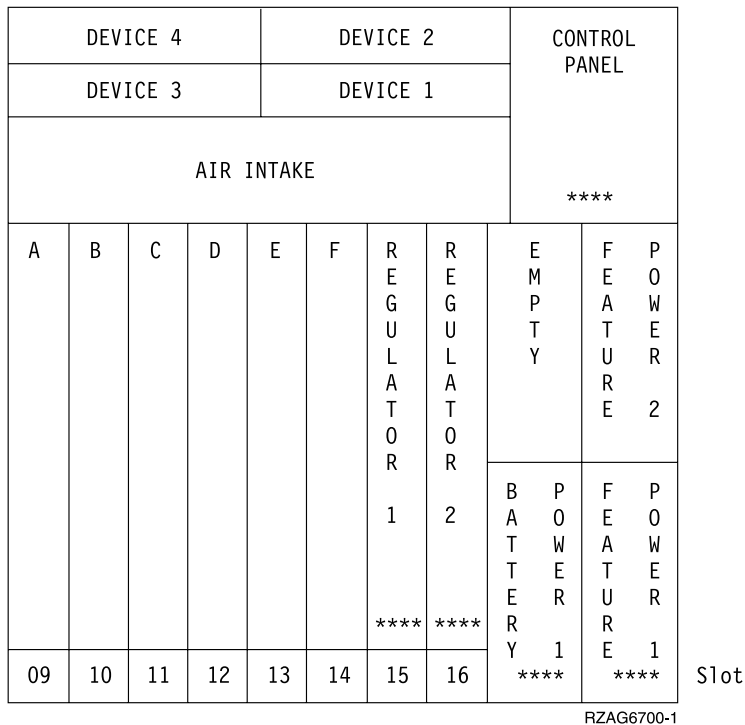 DEVICE 4
DEVICE 2
CONTROL
PANEL
DEVICE 3
DEVICE 1
AIR INTAKE
****
A
B
C
D
E
F
REGULATOR 1
****
REGULATOR 2
****
EMPTY
FEATURE
POWER 2
BATTERY
POWER 1
****
FEATURE
POWER 1
****
09
10
11
12
13
14
15
16
Slot
RZAG6700-1